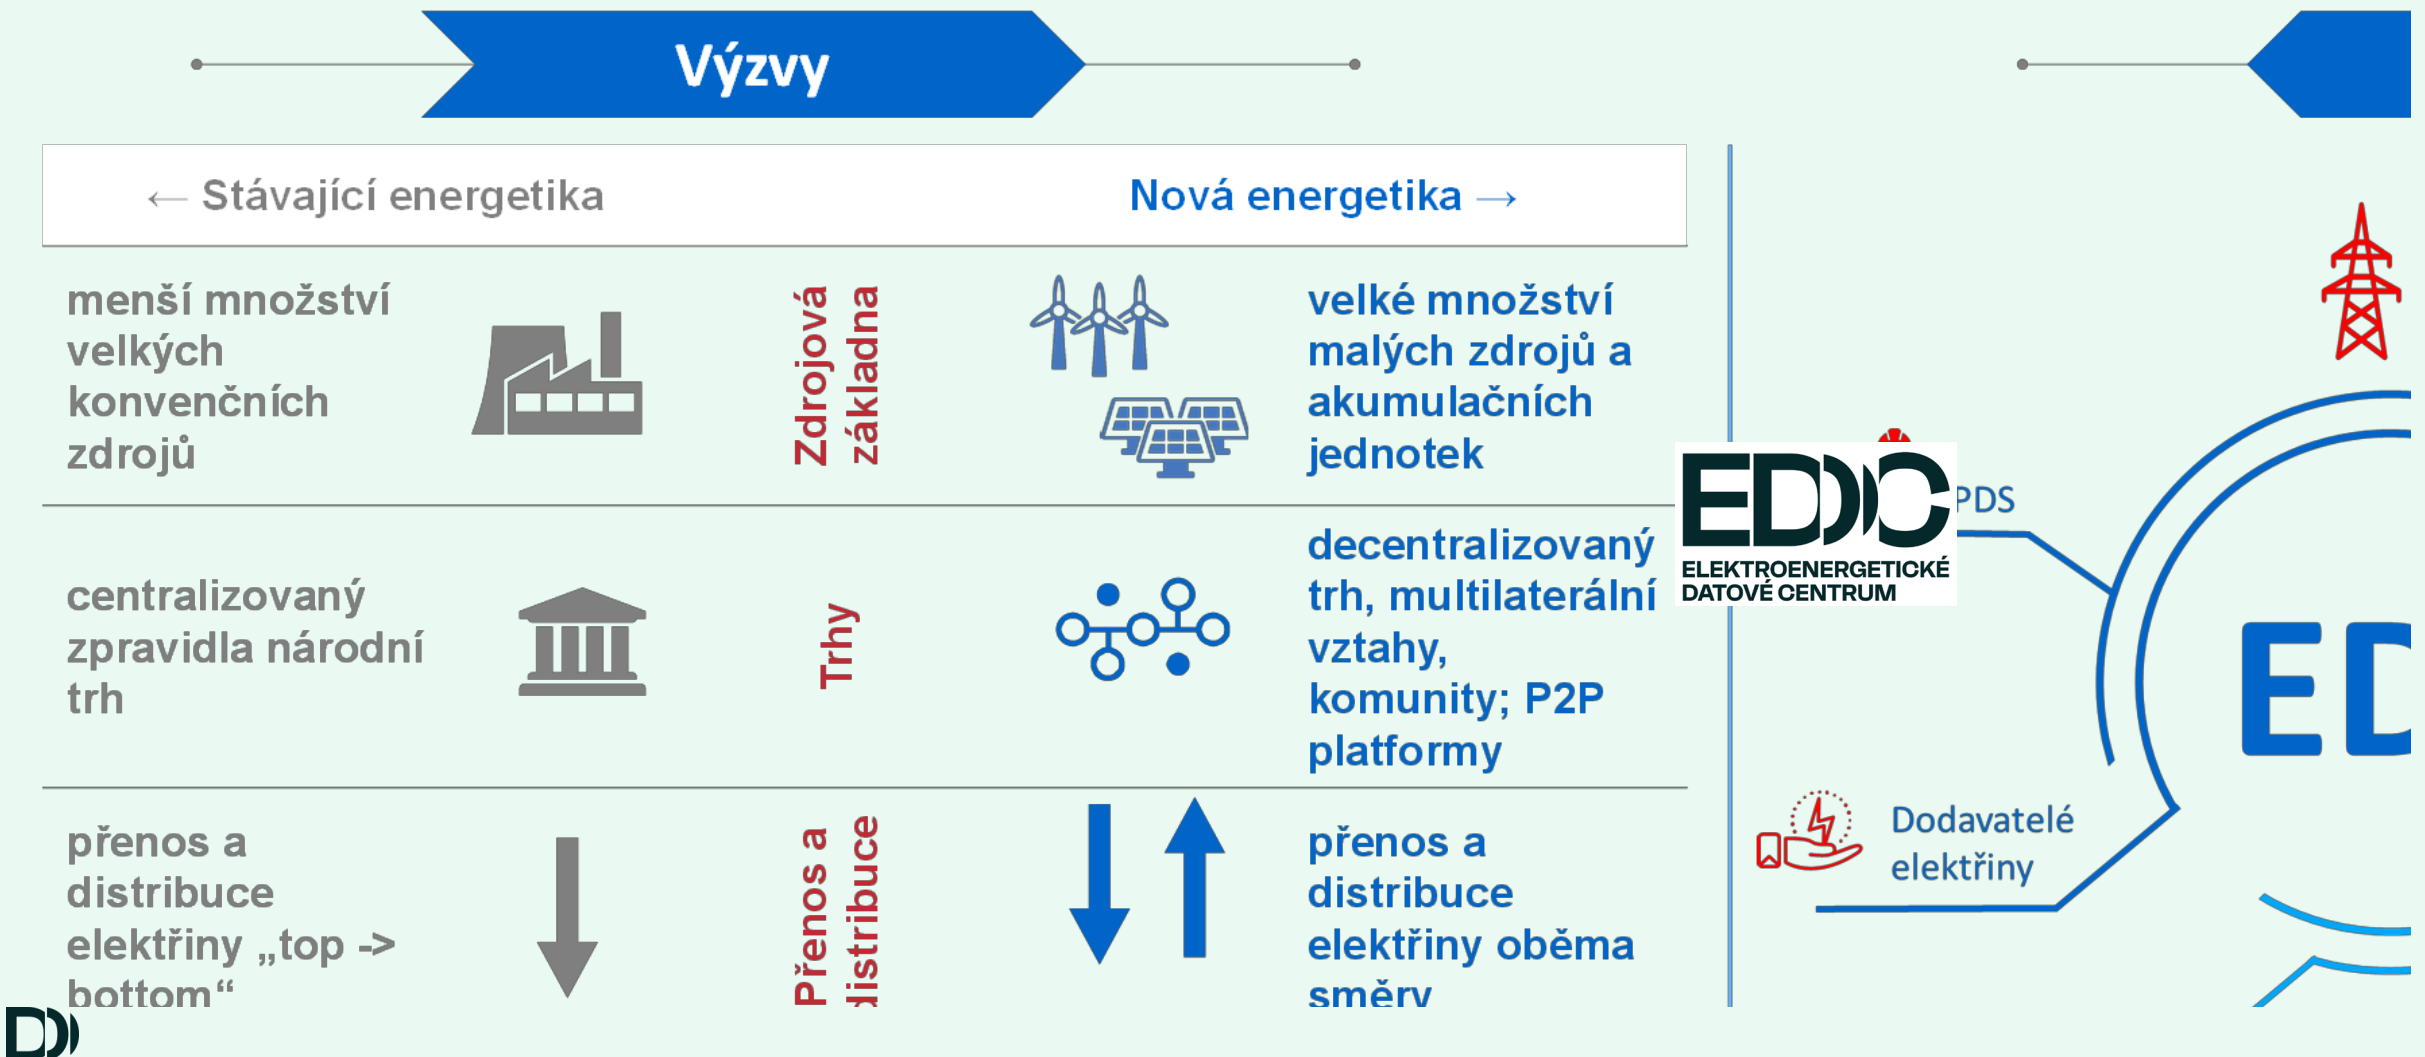 Výzvy
← Stávající energetika
Nová energetika →
menší množství
velkých
konvenčních
zdrojů
Zdrojová
základna
velké množství
malých zdrojů a
akumulačních
jednotek
centralizovaný
zpravidla národní
trh
Trhy
decentralizovaný
trh, multilaterální
vztahy,
komunity; P2P
platformy
přenos a
distribuce
elektřiny „top ->
bottom“
Přenos a
distribuce
přenos a
distribuce
elektřiny oběma
směry
EDC
ELEKTROENERGETICKÉ
DATOVÉ CENTRUM
PDS
ED
Dodavatelé
elektřiny